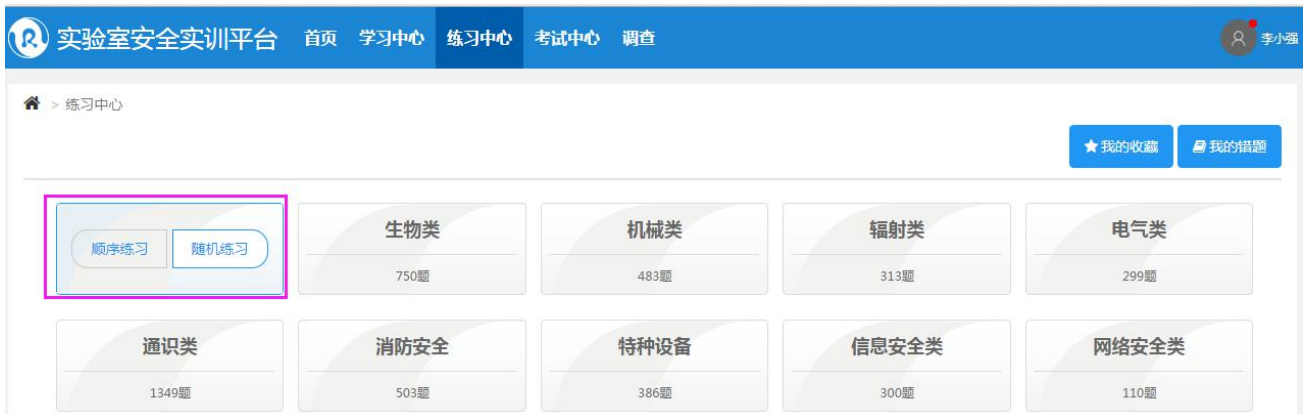 实验室安全实训平台 首页 学习中心 练习中心 考试中心 调查 李小强
> 练习中心
我的收藏 我的错题
顺序练习 随机练习 生物类 机械类 辐射类 电气类
750题 483题 313题 299题
通识类 消防安全 特种设备 信息安全类 网络安全类
1349题 503题 386题 300题 110题